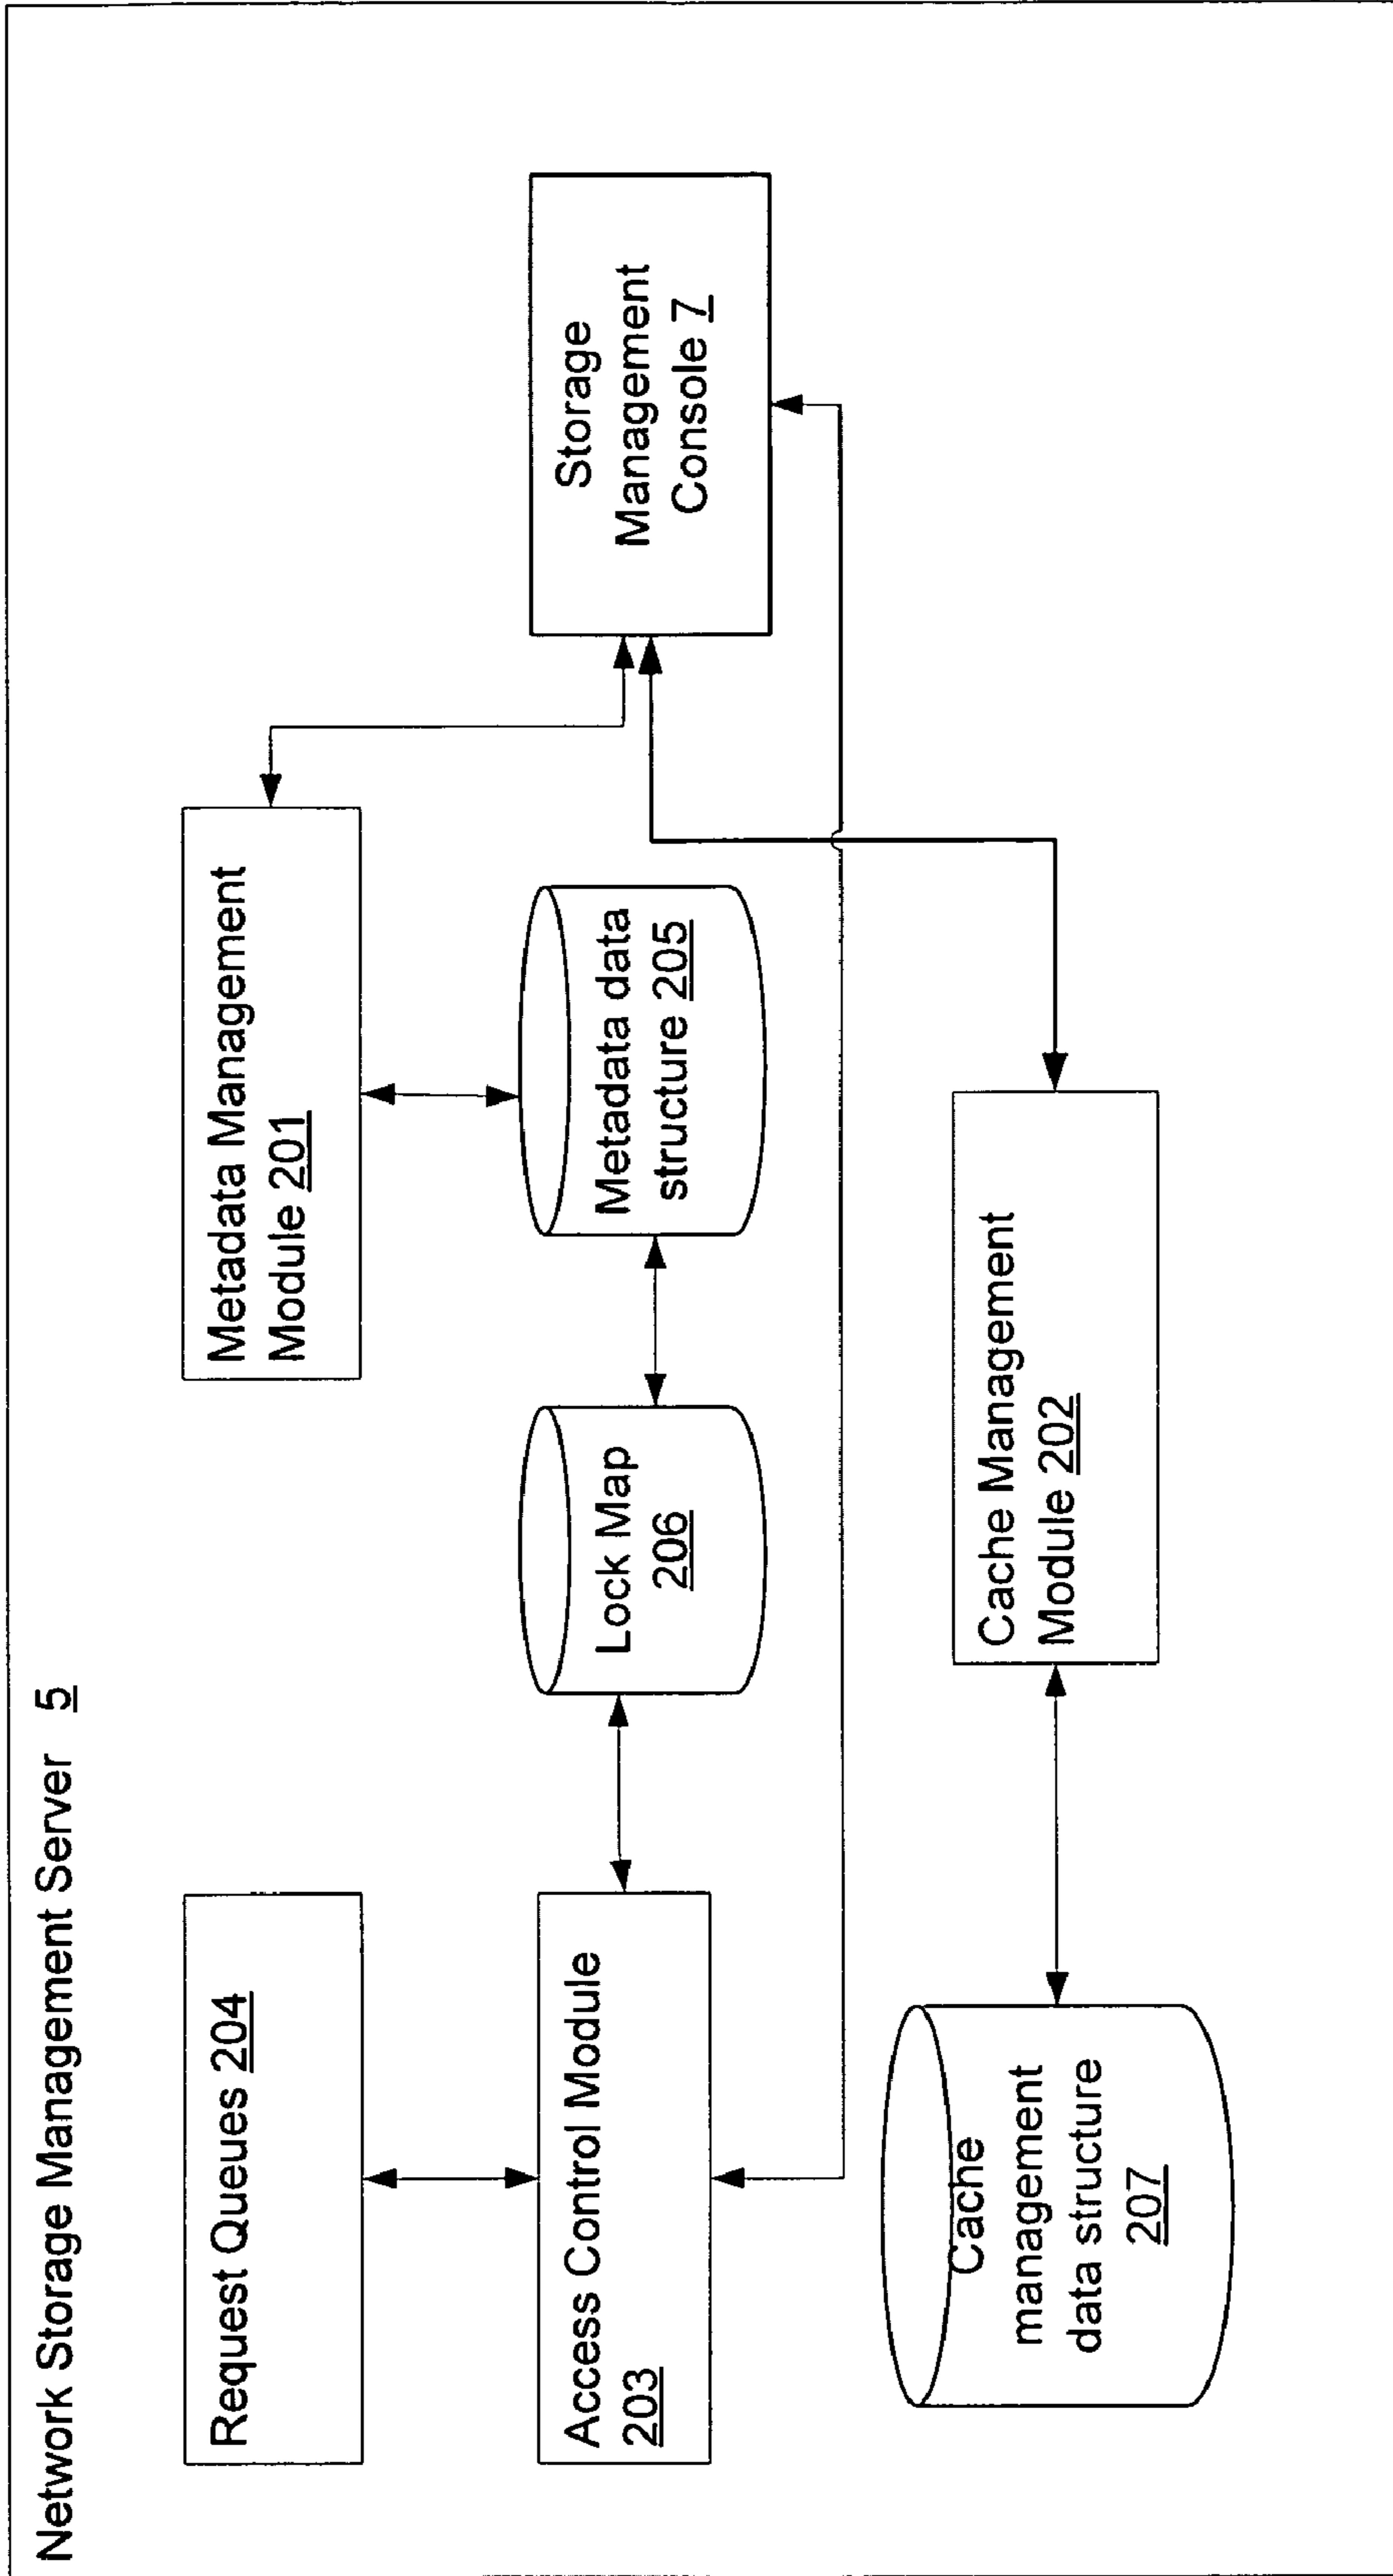 Network Storage Management Server 5
Request Queues 204
Metadata Management
Module 201
Access Control Module
203
Lock Map
206
Metadata data
structure 205
Storage
Management
Console 7
Cache
management
data structure
207
Cache Management
Module 202